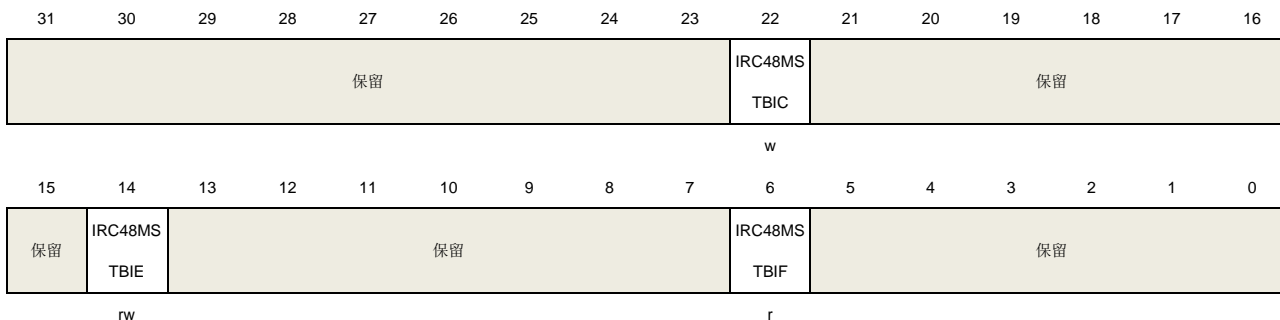 31 30 29 28 27 26 25 24 23 22 21 20 19 18 17 16
保留 IRC48MS TBIC 保留
w
15 14 13 12 11 10 9 8 7 6 5 4 3 2 1 0
保留 IRC48MS TBIE 保留 IRC48MS TBIF 保留
rw r